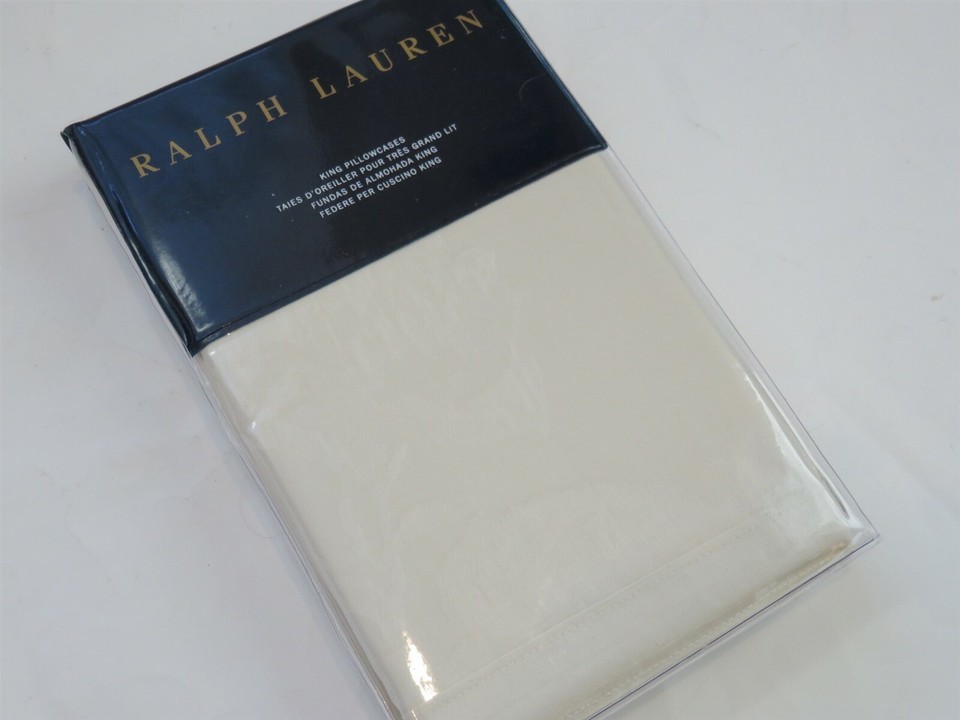 RALPH LAUREN
KING PILLOWCASES
TAIES D'OREILLER POUR TRÈS GRAND LIT
FUNDAS DE ALMOHADA KING
FEDERE PER CUSCINO KING